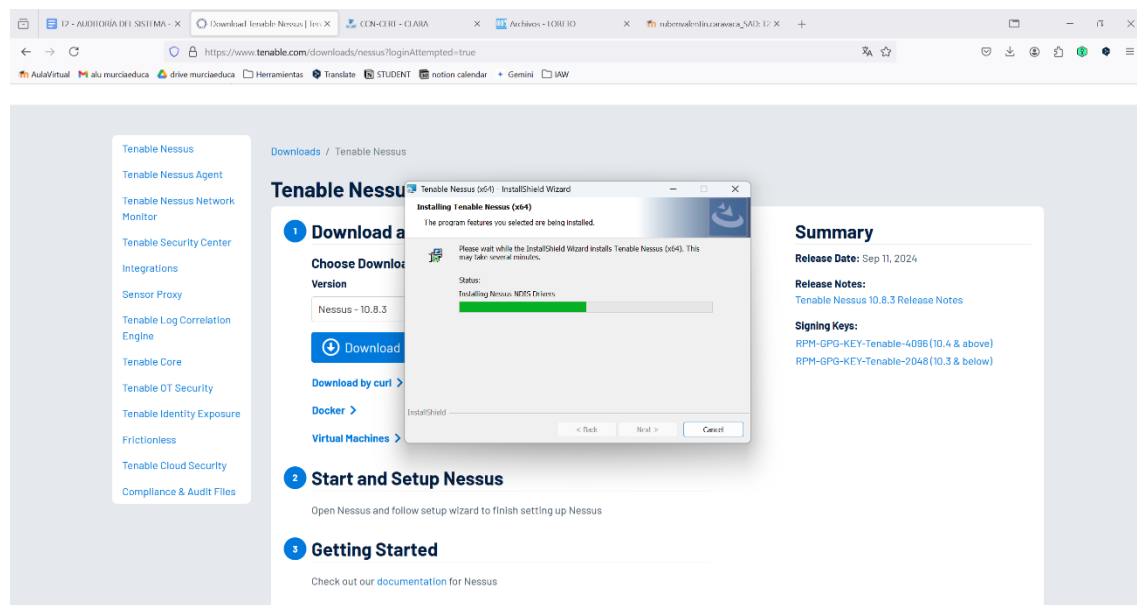 T2 - AUDITORÍA DEL SISTEMA -
Download Tenable Nessus | Ten
CCN-CERT - CLARA
Archivos - LORETO
rubenvalentin.caravaca_SAD: T2
https://www.tenable.com/downloads/nessus?loginAttempted=true
AulaVirtual
alu murciaeduca
drive murciaeduca
Herramientas
Translate
STUDENT
notion calendar
Gemini
IAW
Tenable Nessus
Tenable Nessus Agent
Tenable Nessus Network
Monitor
Tenable Security Center
Integrations
Sensor Proxy
Tenable Log Correlation
Engine
Tenable Core
Tenable OT Security
Tenable Identity Exposure
Frictionless
Tenable Cloud Security
Compliance & Audit Files
Downloads / Tenable Nessus
Tenable Nessu
1 Download a
Choose Downloa
Version
Nessus - 10.8.3
Download
Download by curl
Docker
Virtual Machines
2 Start and Setup Nessus
Open Nessus and follow setup wizard to finish setting up Nessus
3 Getting Started
Check out our documentation for Nessus
Tenable Nessus (x64) - InstallShield Wizard
Installing Tenable Nessus (x64)
The program features you selected are being installed.
Please wait while the InstallShield Wizard installs Tenable Nessus (x64). This
may take several minutes.
Status:
Installing Nessus NDIS Drivers
InstallShield
< Back
Next >
Cancel
Summary
Release Date: Sep 11, 2024
Release Notes:
Tenable Nessus 10.8.3 Release Notes
Signing Keys:
RPM-GPG-KEY-Tenable-4096 (10.4 & above)
RPM-GPG-KEY-Tenable-2048 (10.3 & below)